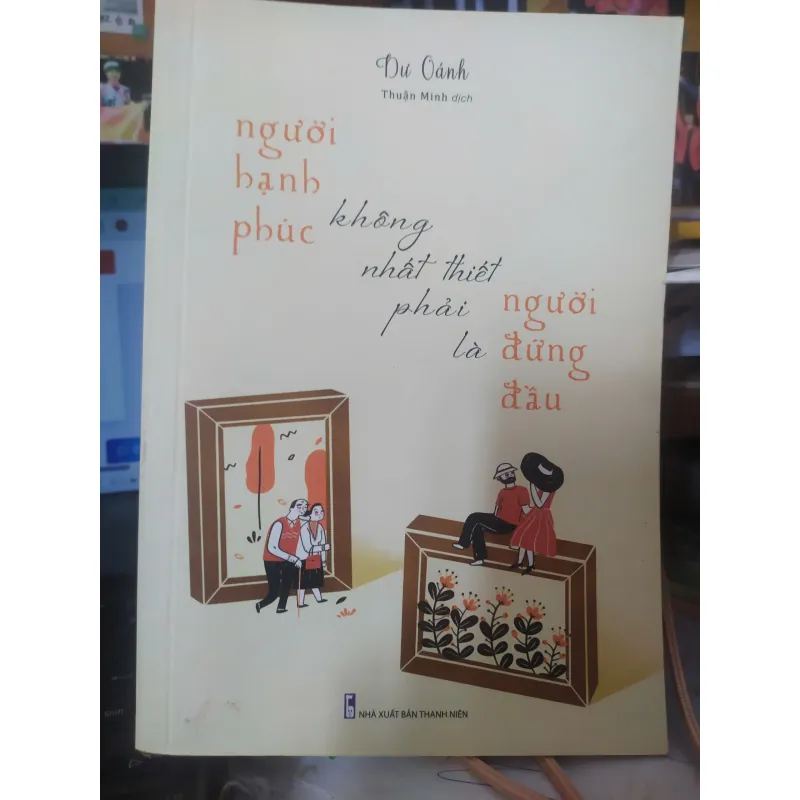 Dư Oánh
Thuận Minh dịch
người
hạnh
phúc
không
nhất thiết
phải
là
người
đứng
đầu
NHÀ XUẤT BẢN THANH NIÊN